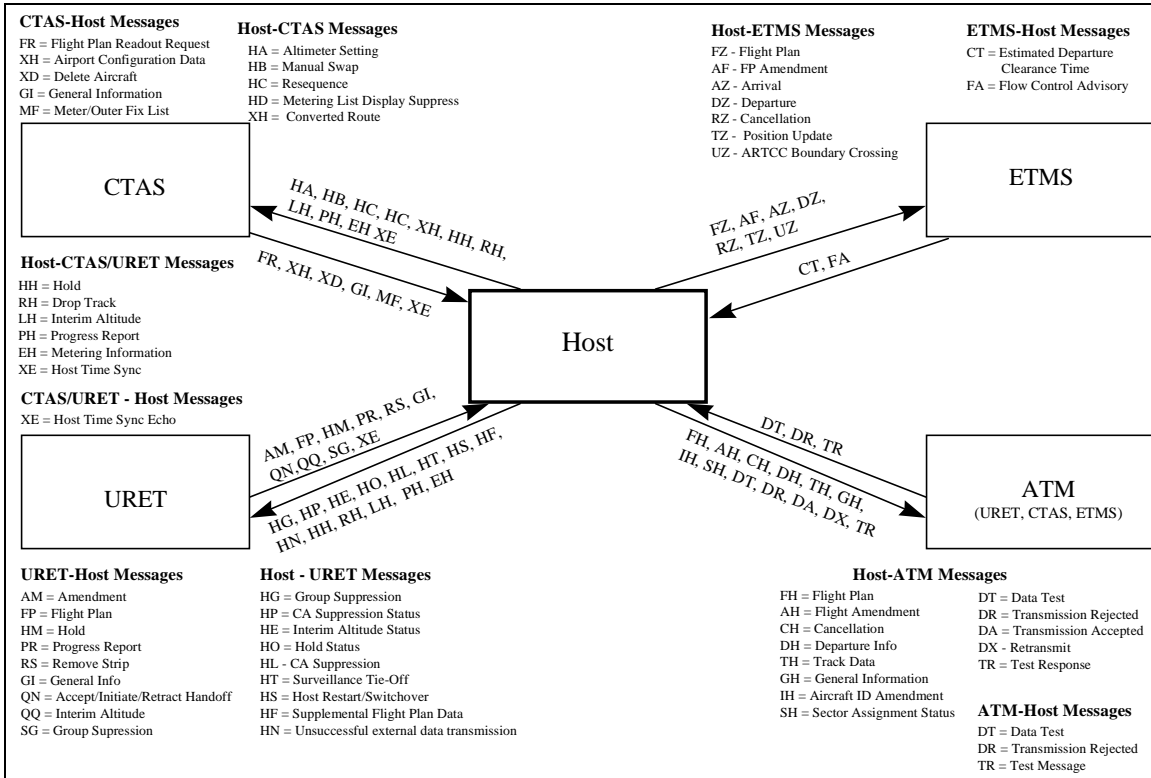 CTAS-Host Messages
FR = Flight Plan Readout Request
XH = Airport Configuration Data
XD = Delete Aircraft
GI = General Information
MF = Meter/Outer Fix List
Host-CTAS Messages
HA = Altimeter Setting
HB = Manual Swap
HC = Resequence
HD = Metering List Display Suppress
XH = Converted Route
Host-ETMS Messages
FZ - Flight Plan
AF - FP Amendment
AZ - Arrival
DZ - Departure
RZ - Cancellation
TZ - Position Update
UZ - ARTCC Boundary Crossing
ETMS-Host Messages
CT = Estimated Departure
Clearance Time
FA = Flow Control Advisory
CTAS
ETMS
HA, HB, HC, HC, XH, HH, RH,
LH, PH, EH XE
FR, XH, XD, GI, MF, XE
FZ, AF, AZ, DZ,
RZ, TZ, UZ
CT, FA
Host-CTAS/URET Messages
HH = Hold
RH = Drop Track
LH = Interim Altitude
PH = Progress Report
EH = Metering Information
XE = Host Time Sync
Host
CTAS/URET - Host Messages
XE = Host Time Sync Echo
URET
AM, FP, HM, PR, RS, GI,
QN,QQ, SG, XE
HG, HP, HE, HO, HL, HT, HS, HF,
HN, HH, RH, LH, PH, EH
DT, DR, TR
FH, AH, CH, DH, TH, GH,
IH, SH, DT, DR, DA, DX, TR
ATM
(URET, CTAS, ETMS)
URET-Host Messages
AM = Amendment
FP = Flight Plan
HM = Hold
PR = Progress Report
RS = Remove Strip
GI = General Info
QN = Accept/Initiate/Retract Handoff
QQ = Interim Altitude
SG = Group Supression
Host - URET Messages
HG = Group Suppression
HP = CA Suppression Status
HE = Interim Altitude Status
HO = Hold Status
HL - CA Suppression
HT = Surveillance Tie-Off
HS = Host Restart/Switchover
HF = Supplemental Flight Plan Data
HN = Unsuccessful external data transmission
Host-ATM Messages
FH = Flight Plan
AH = Flight Amendment
CH = Cancellation
DH = Departure Info
TH = Track Data
GH = General Information
IH = Aircraft ID Amendment
SH = Sector Assignment Status
DT = Data Test
DR = Transmission Rejected
DA = Transmission Accepted
DX - Retransmit
TR = Test Response
ATM-Host Messages
DT = Data Test
DR = Transmission Rejected
TR = Test Message